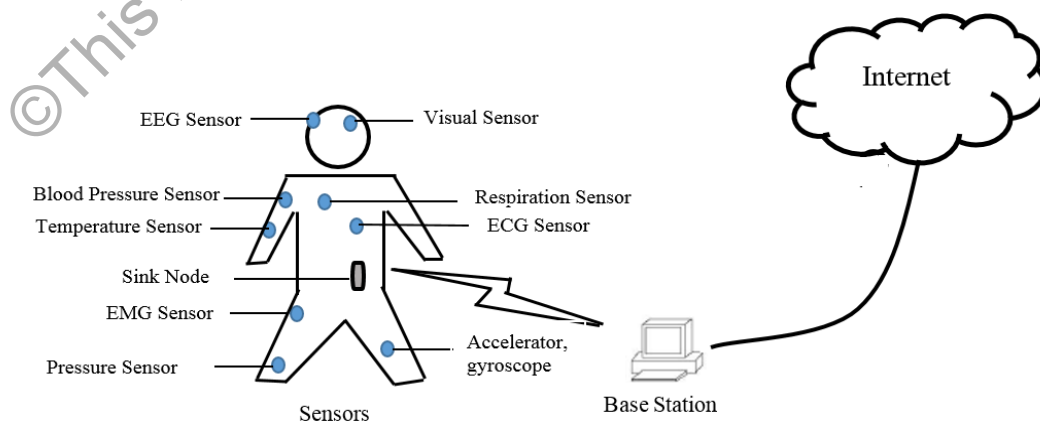 ©This
Internet
EEG Sensor
Visual Sensor
Blood Pressure Sensor
Respiration Sensor
Temperature Sensor
ECG Sensor
Sink Node
EMG Sensor
Accelerator,
gyroscope
Pressure Sensor
Base Station
Sensors